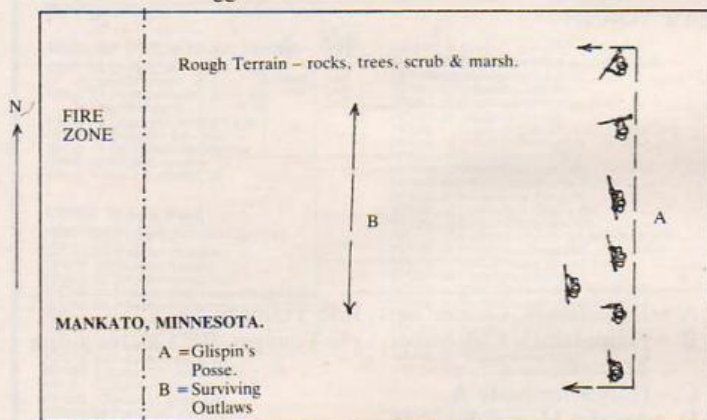 Rough Terrain – rocks, trees, scrub & marsh.
N
FIRE
ZONE
B
A
MANKATO, MINNESOTA.
A = Glispin's
Posse.
B = Surviving
Outlaws